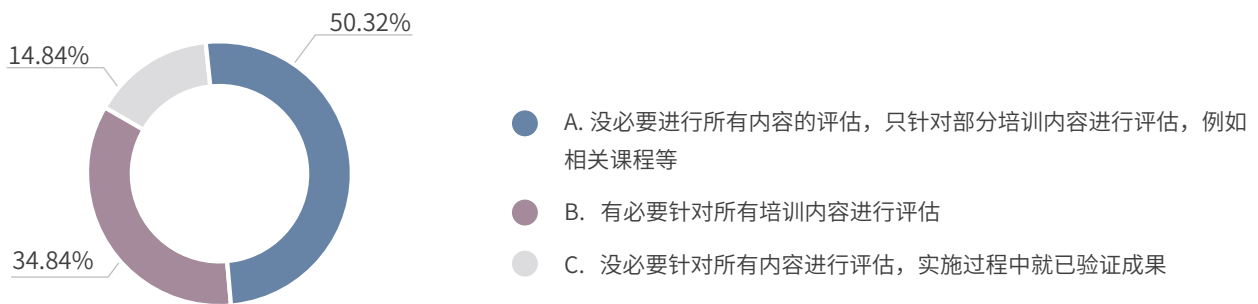 50.32%
14.84%
34.84%
A. 没必要进行所有内容的评估，只针对部分培训内容进行评估，例如
相关课程等
B. 有必要针对所有培训内容进行评估
C. 没必要针对所有内容进行评估，实施过程中就已验证成果